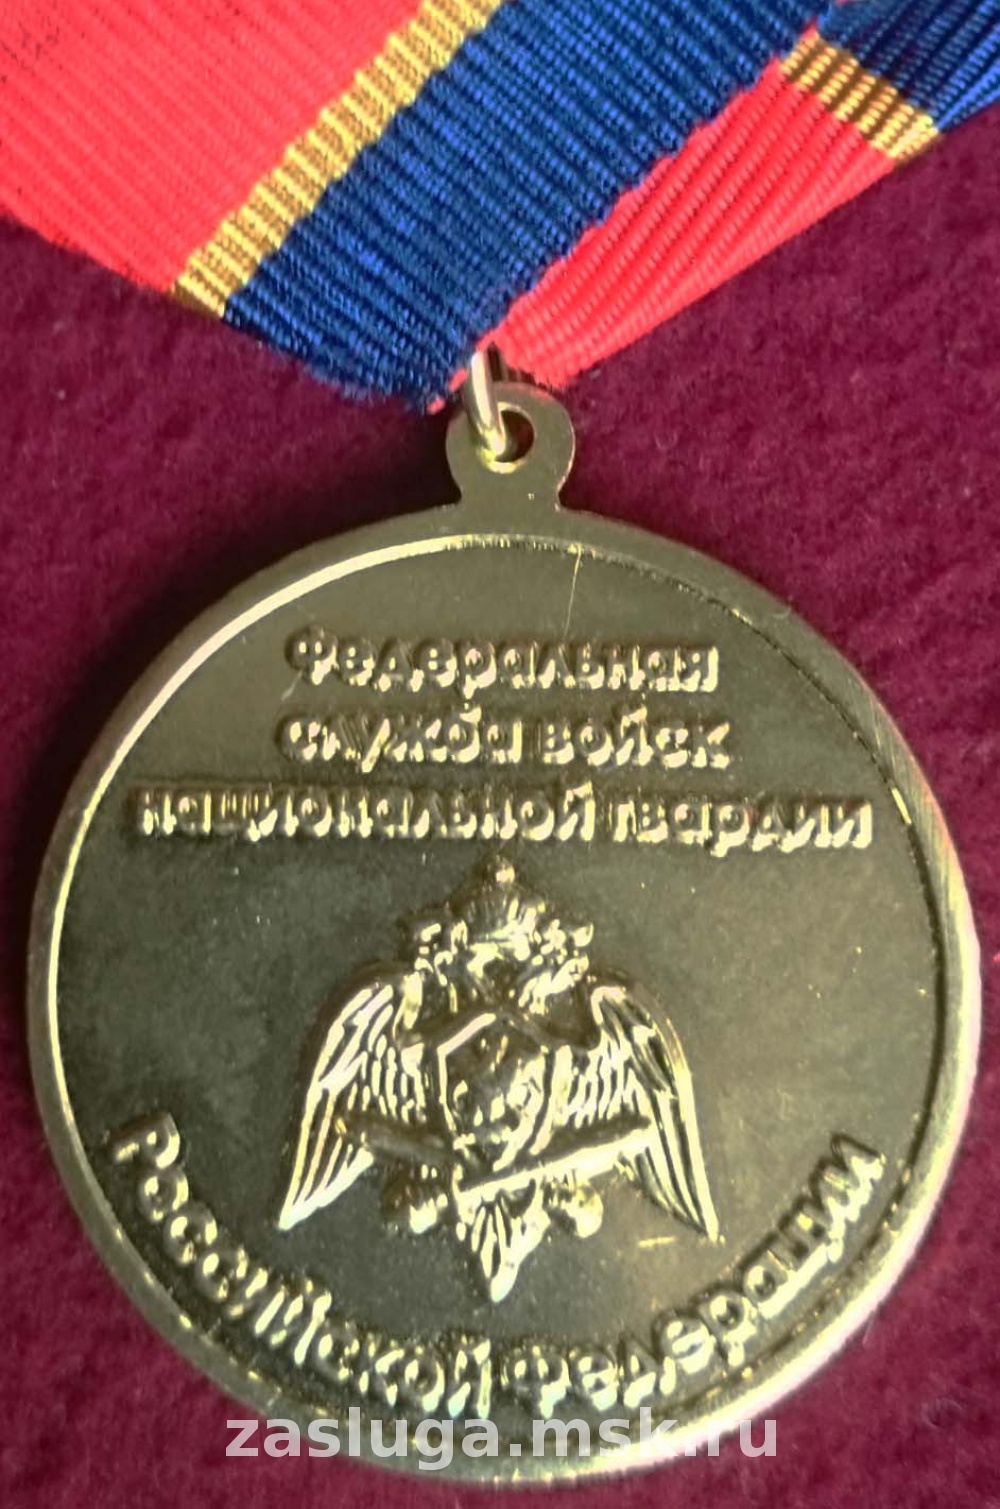 Федеральная
служба войск
национальной гвардии
Российской Федерации
zasluga.msk.ru